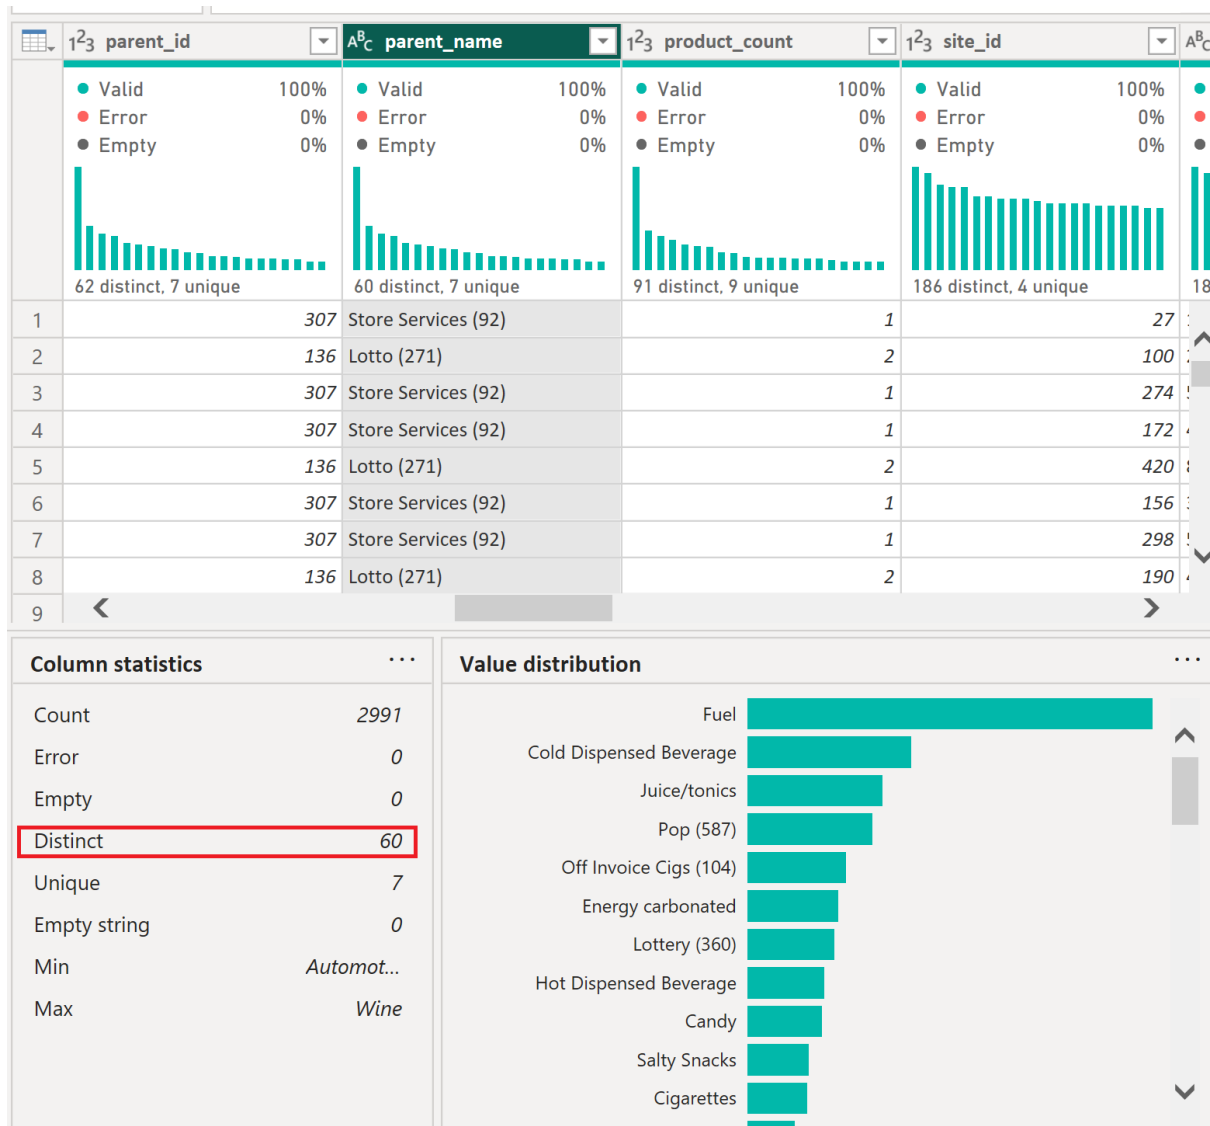 1²3 parent_id ABC parent_name 1²3 product_count 1²3 site_id ABC
Valid 100% Valid 100% Valid 100% Valid 100%
Error 0% Error 0% Error 0% Error 0%
Empty 0% Empty 0% Empty 0% Empty 0%
62 distinct, 7 unique 60 distinct, 7 unique 91 distinct, 9 unique 186 distinct, 4 unique 18
1 307 Store Services (92) 1 27
2 136 Lotto (271) 2 100
3 307 Store Services (92) 1 274
4 307 Store Services (92) 1 172
5 136 Lotto (271) 2 420
6 307 Store Services (92) 1 156
7 307 Store Services (92) 1 298
8 136 Lotto (271) 2 190
9
Column statistics ...
Count 2991
Error 0
Empty 0
Distinct 60
Unique 7
Empty string 0
Min Automot...
Max Wine
Value distribution ...
Fuel
Cold Dispensed Beverage
Juice/tonics
Pop (587)
Off Invoice Cigs (104)
Energy carbonated
Lottery (360)
Hot Dispensed Beverage
Candy
Salty Snacks
Cigarettes